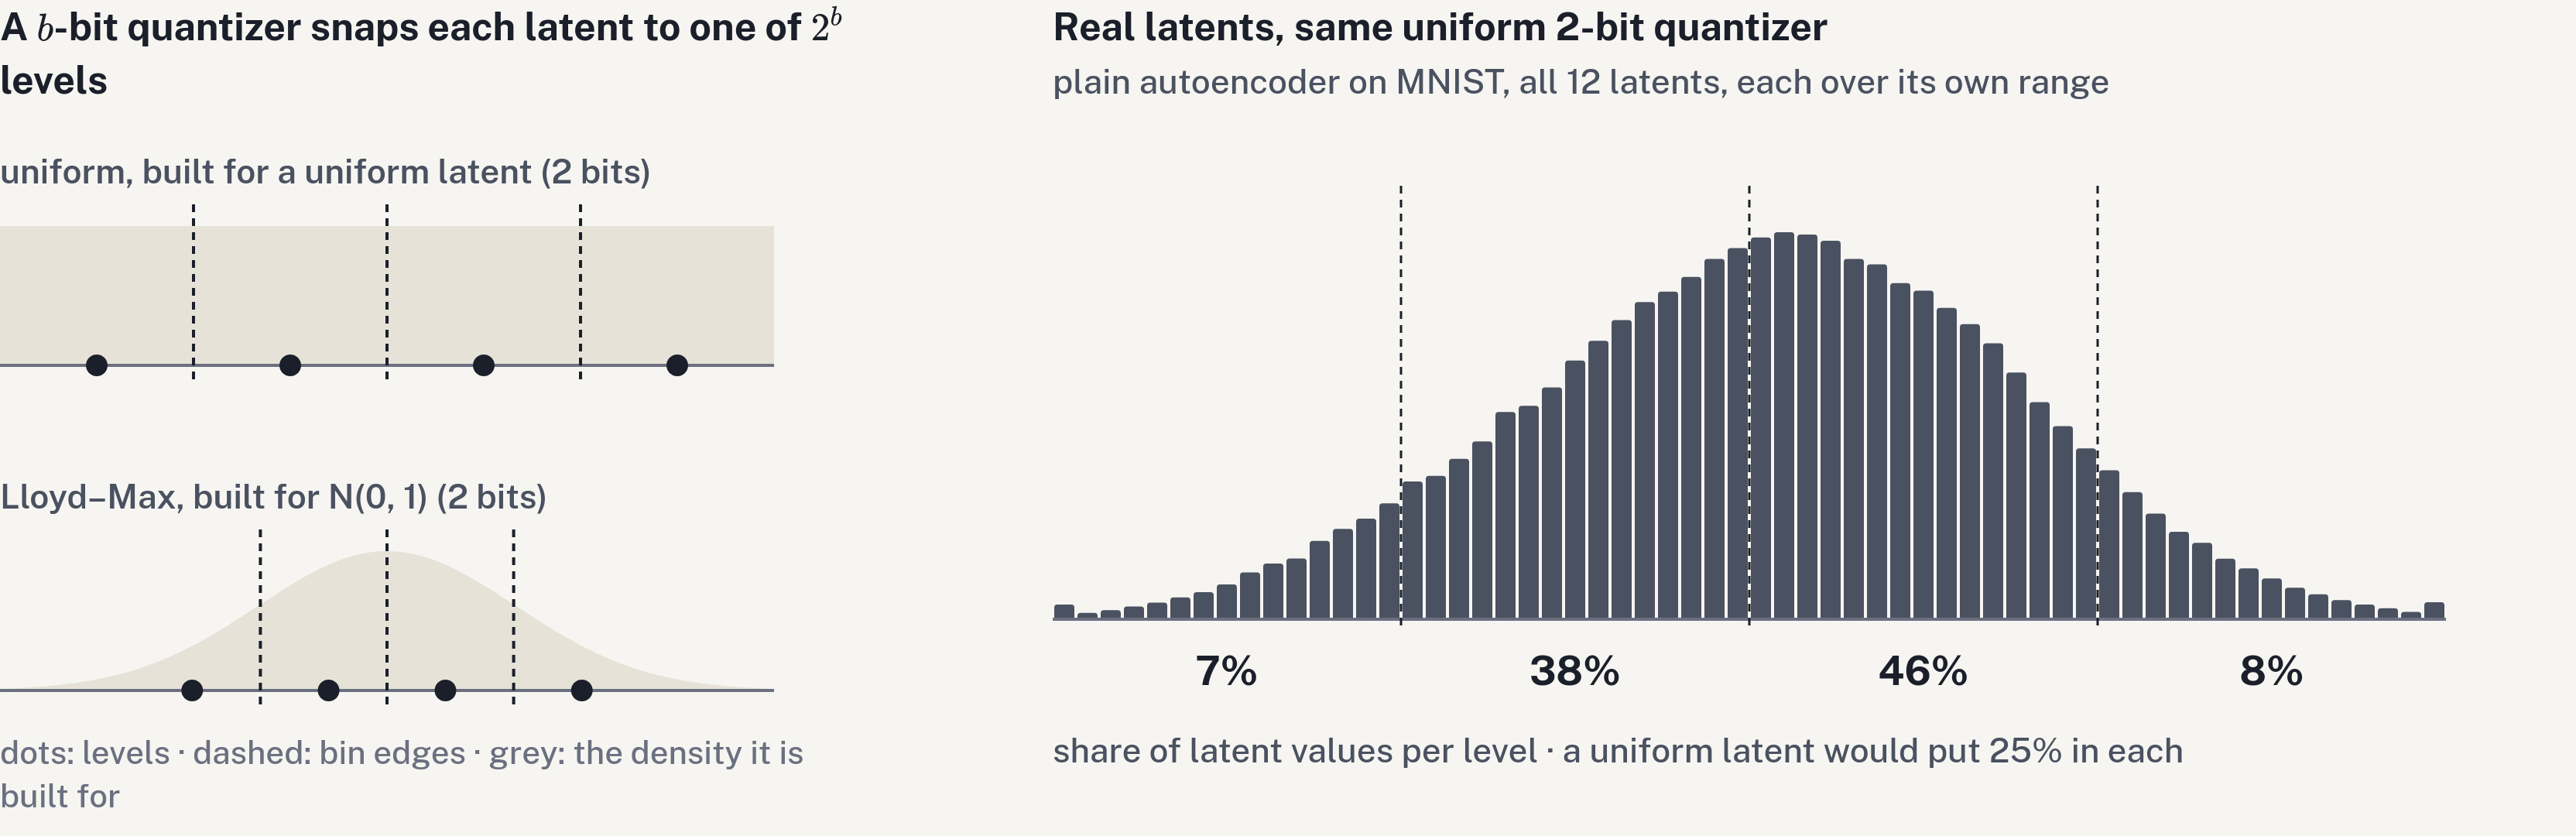 A b-bit quantizer snaps each latent to one of 2^b
levels
uniform, built for a uniform latent (2 bits)
Lloyd–Max, built for N(0, 1) (2 bits)
dots: levels · dashed: bin edges · grey: the density it is
built for
Real latents, same uniform 2-bit quantizer
plain autoencoder on MNIST, all 12 latents, each over its own range
7% 38% 46% 8%
share of latent values per level · a uniform latent would put 25% in each